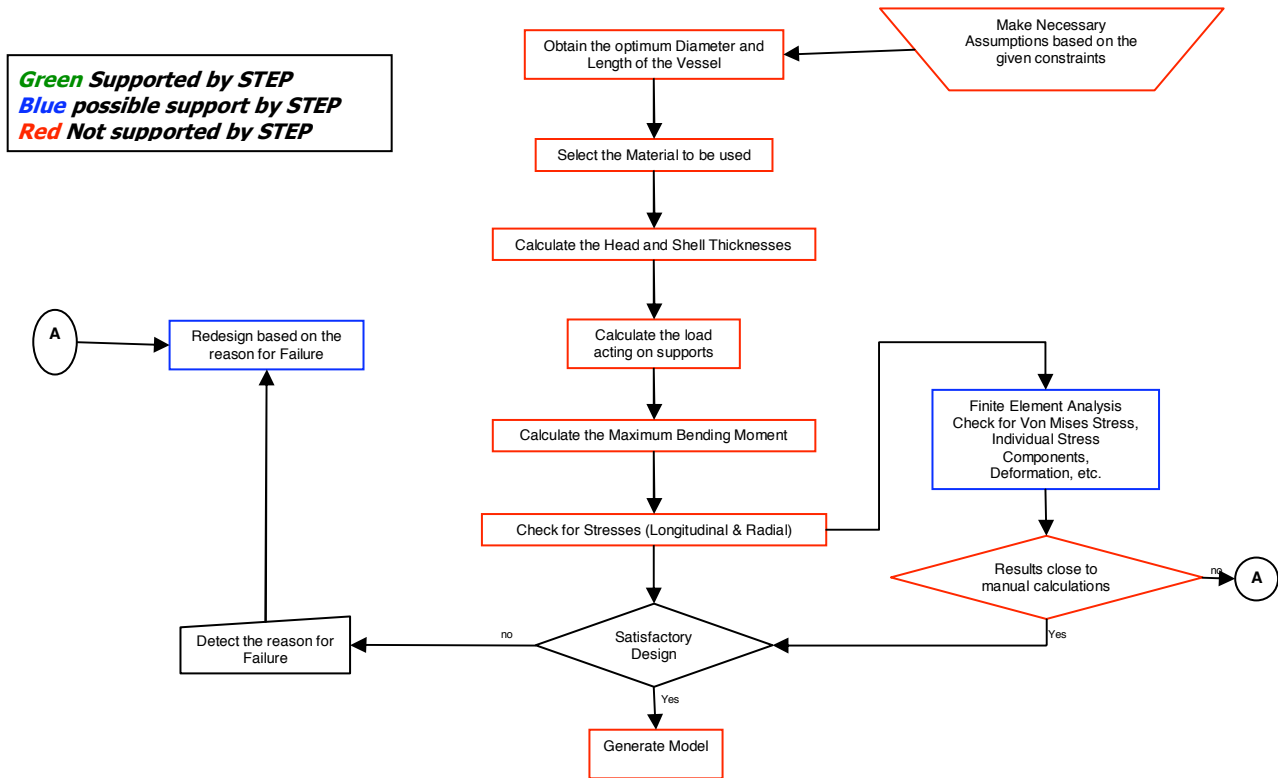 Make Necessary
Assumptions based on the
given constraints
Obtain the optimum Diameter and
Length of the Vessel
Green Supported by STEP
Blue possible support by STEP
Red Not supported by STEP
Select the Material to be used
Calculate the Head and Shell Thicknesses
A
Redesign based on the
reason for Failure
Calculate the load
acting on supports
Finite Element Analysis
Check for Von Mises Stress,
Individual Stress
Components,
Deformation, etc.
Calculate the Maximum Bending Moment
Check for Stresses (Longitudinal & Radial)
Results close to
manual calculations
no
A
Yes
Satisfactory
Design
no
Detect the reason for
Failure
Yes
Generate Model